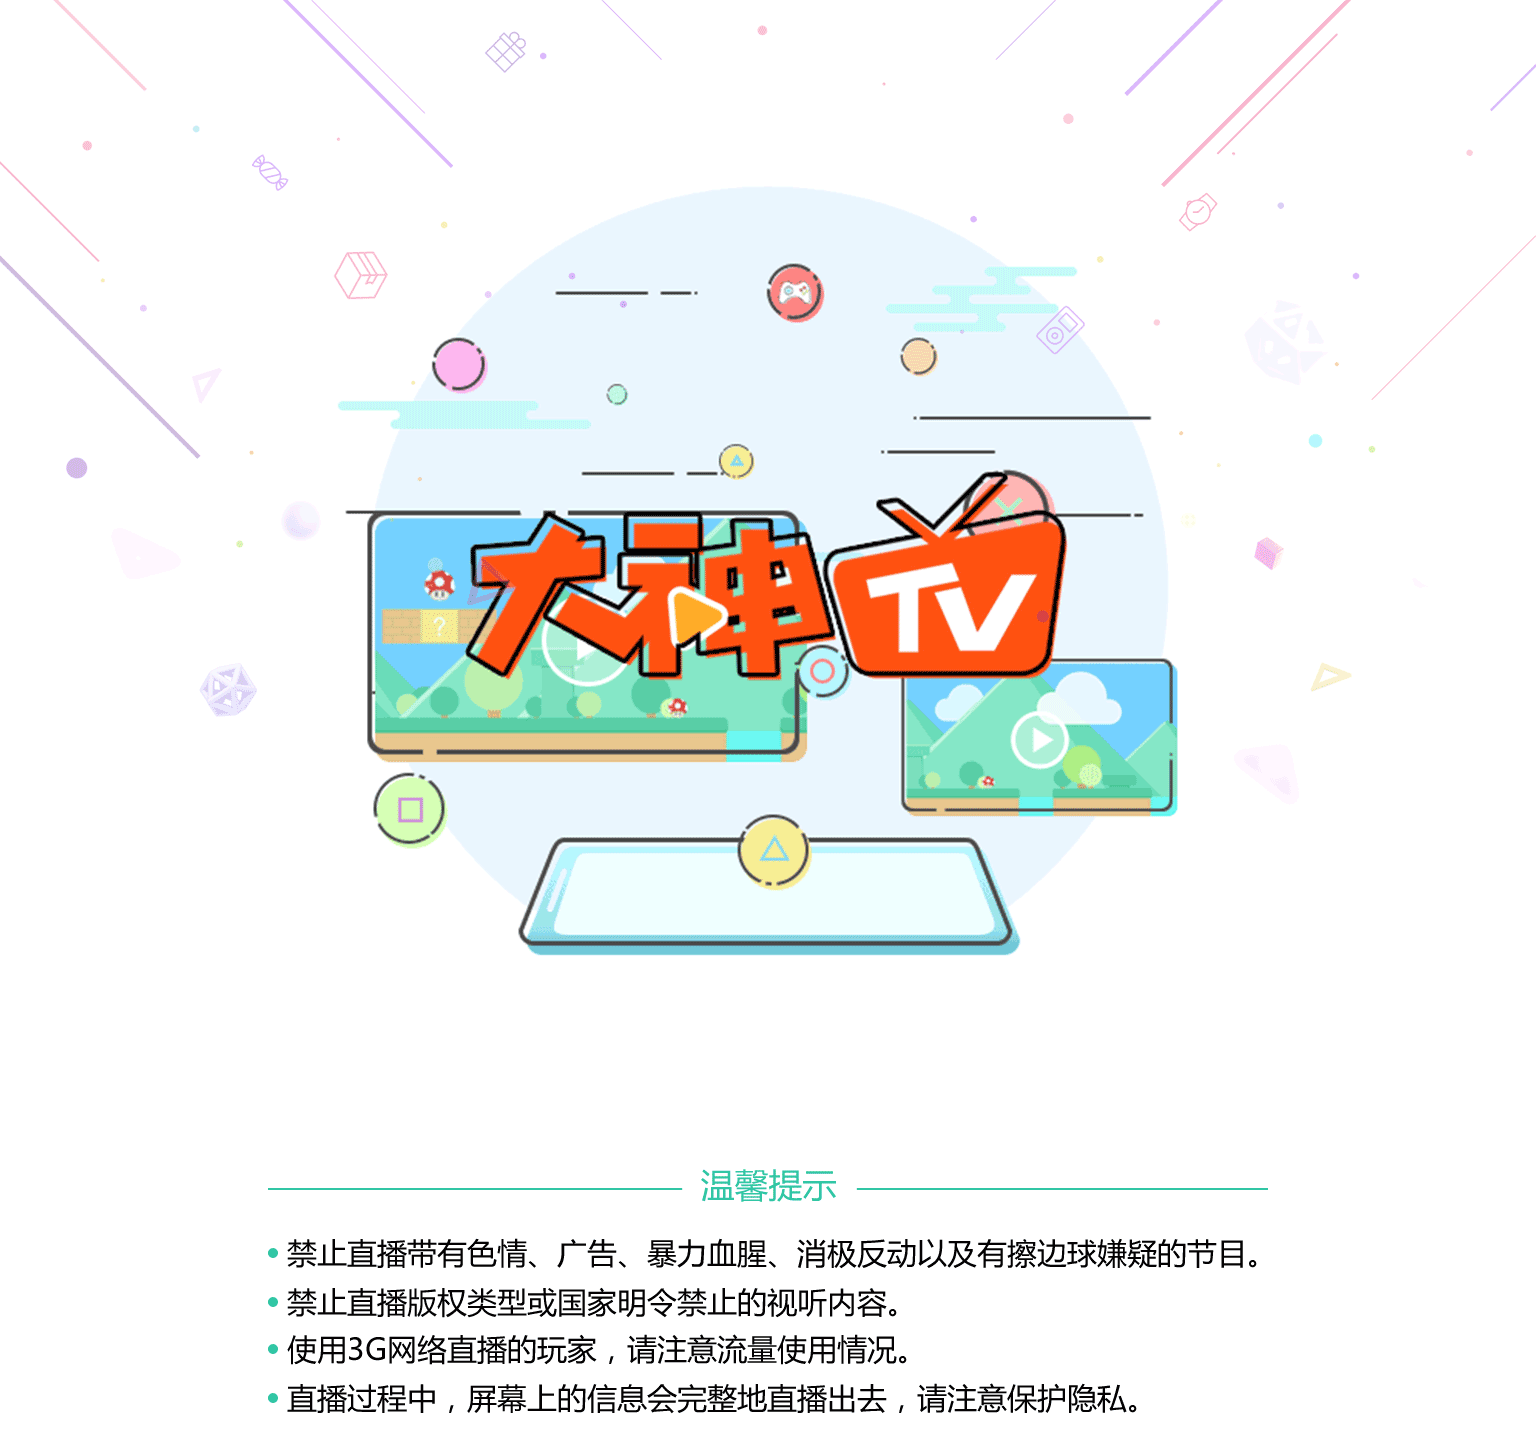 大神TV
?
温馨提示
• 禁止直播带有色情、广告、暴力血腥、消极反动以及有擦边球嫌疑的节目。
• 禁止直播版权类型或国家明令禁止的视听内容。
• 使用3G网络直播的玩家，请注意流量使用情况。
• 直播过程中，屏幕上的信息会完整地直播出去，请注意保护隐私。